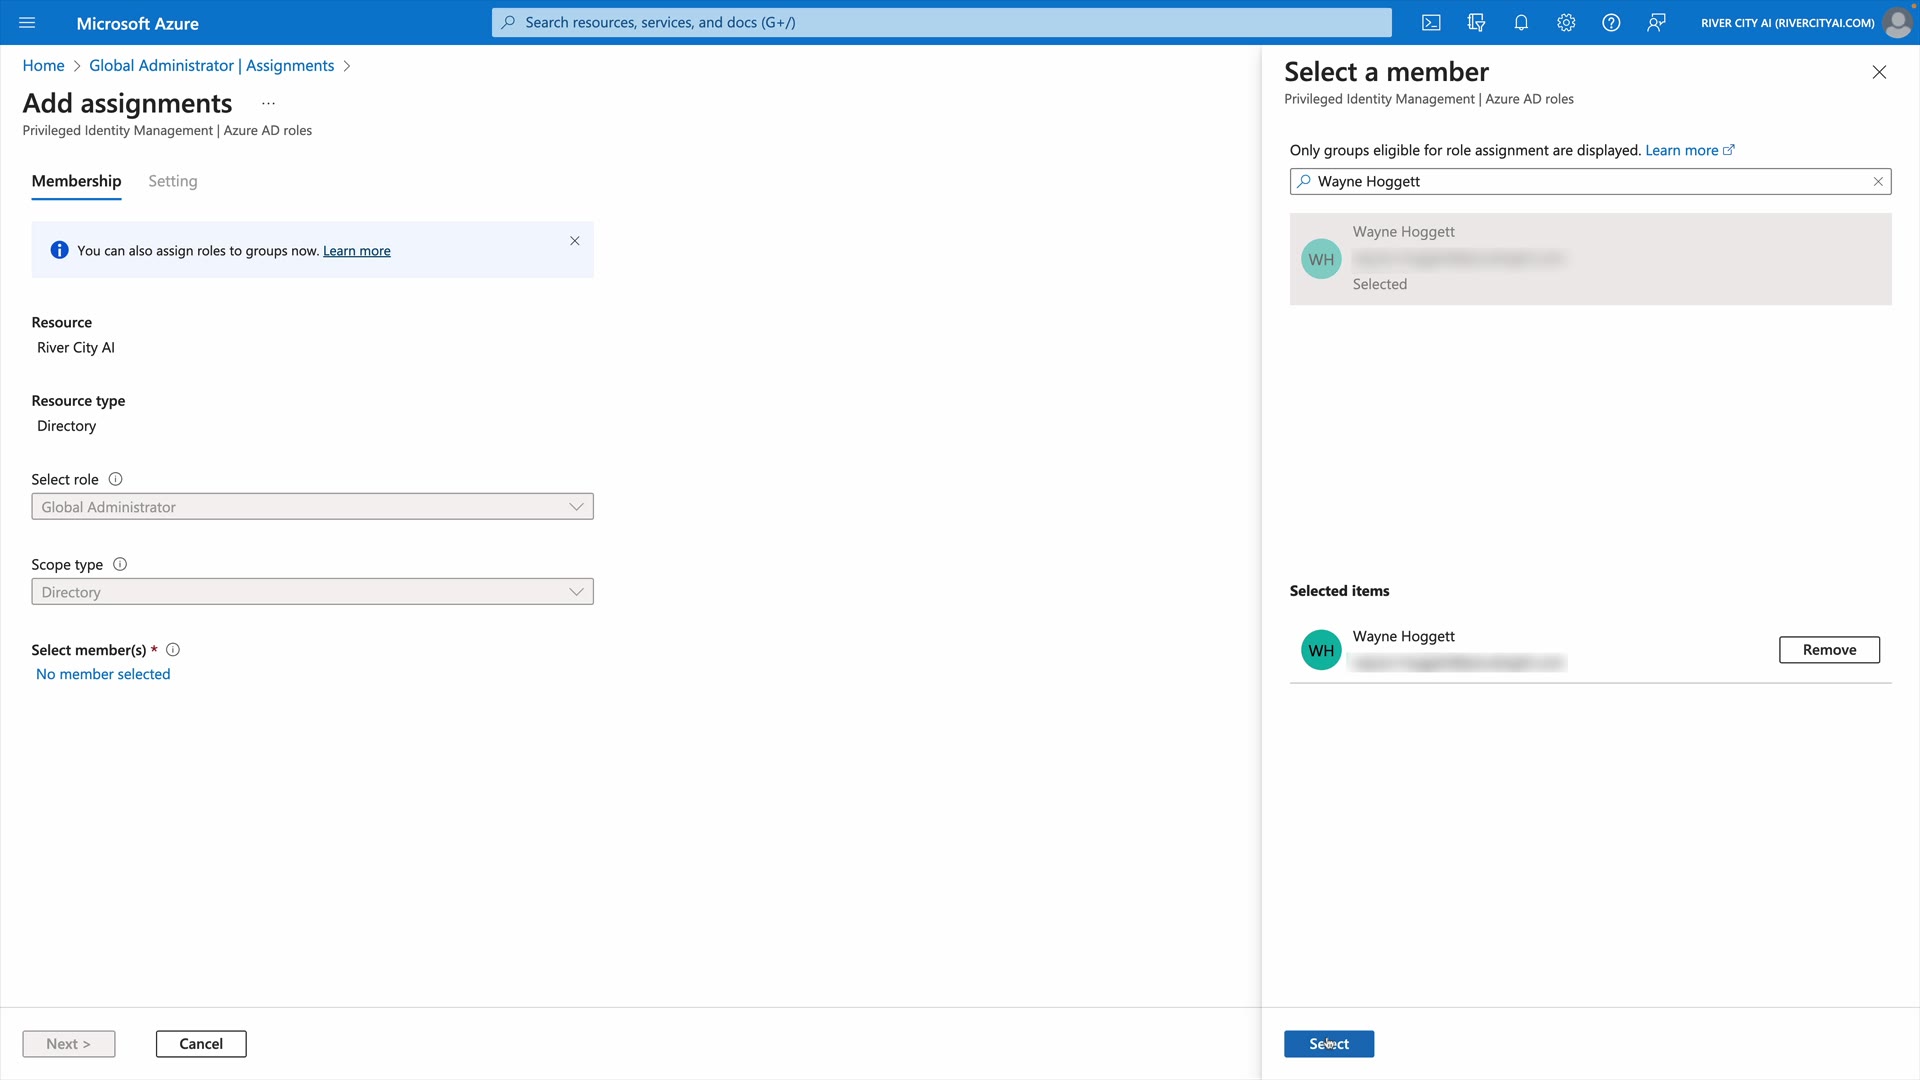 Microsoft Azure
Search resources, services, and docs (G+/)
RIVER CITY AI (RIVERCITYAI.COM)
Home > Global Administrator | Assignments >
Add assignments ...
Privileged Identity Management | Azure AD roles
Membership Setting
You can also assign roles to groups now. Learn more
Resource
River City AI
Resource type
Directory
Select role
Global Administrator
Scope type
Directory
Select member(s) *
No member selected
Next >
Cancel
Select a member
Privileged Identity Management | Azure AD roles
Only groups eligible for role assignment are displayed. Learn more
Wayne Hoggett
WH
Wayne Hoggett
Selected
Selected items
WH
Wayne Hoggett
Remove
Select